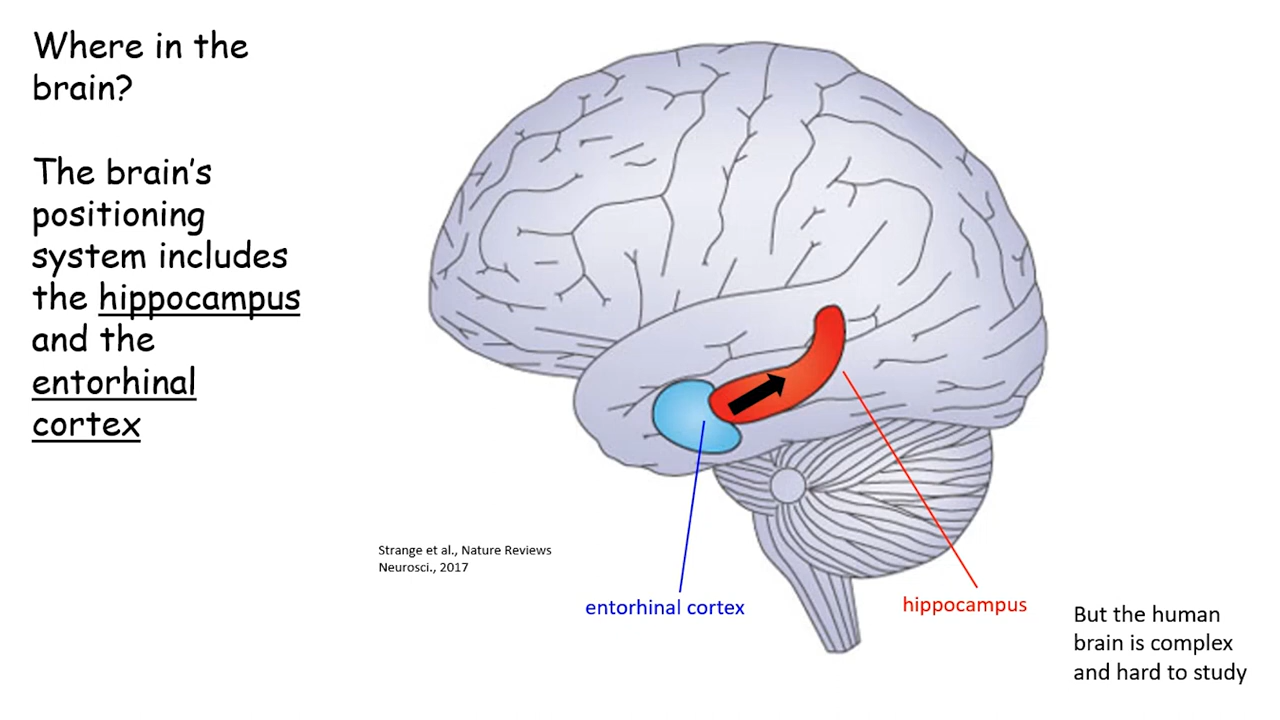 Where in the
brain?
The brain's
positioning
system includes
the hippocampus
and the
entorhinal
cortex
Strange et al., Nature Reviews
Neurosci., 2017
entorhinal cortex
hippocampus
But the human
brain is complex
and hard to study